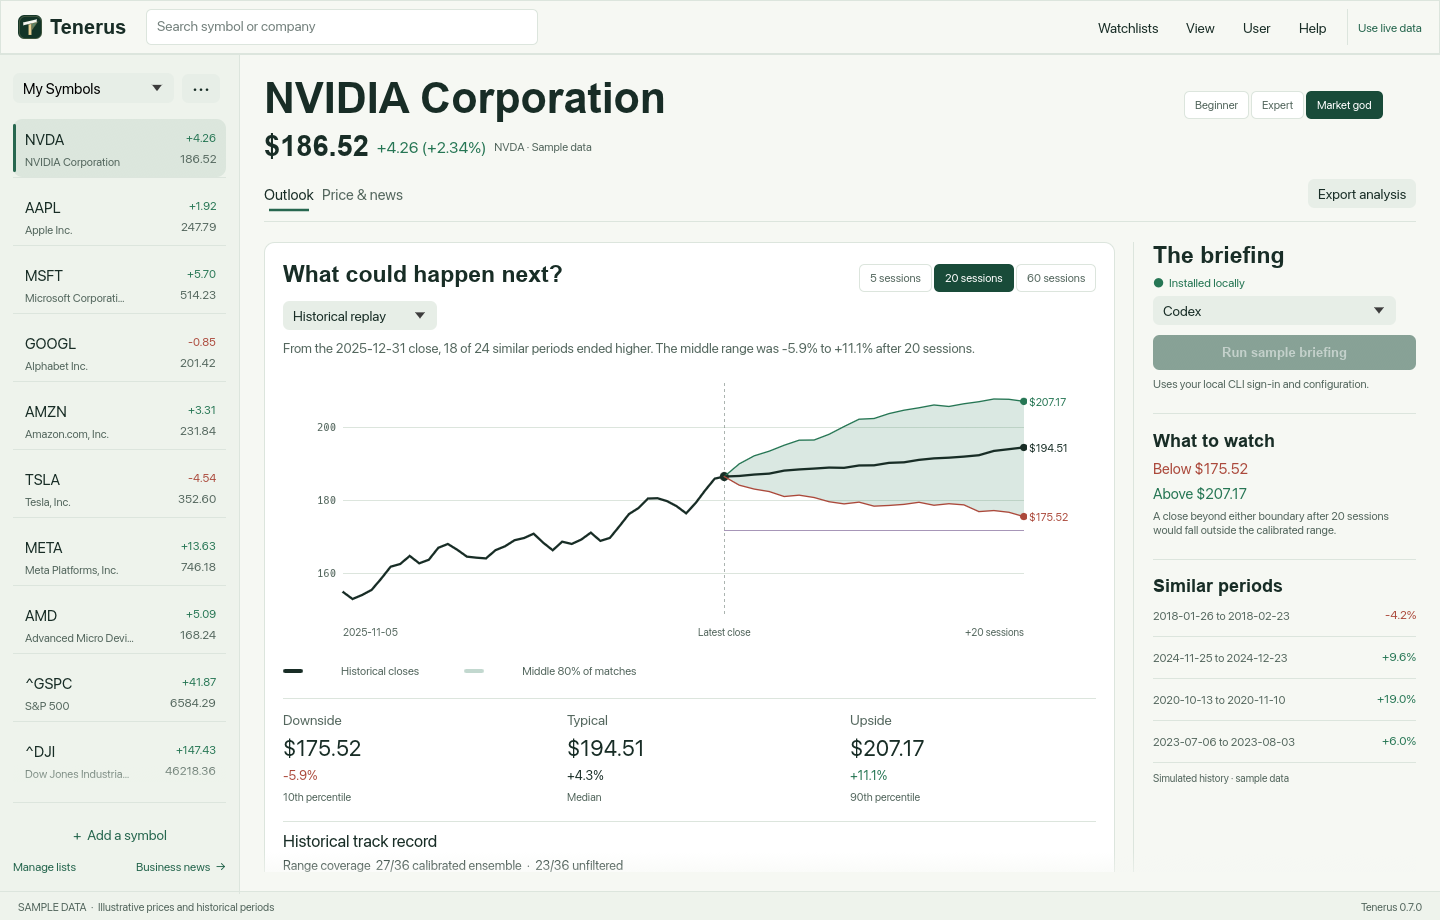 Tenerus
Search symbol or company
Watchlists
View
User
Help
Use live data
My Symbols
...
NVDA +4.26
NVIDIA Corporation 186.52
AAPL +1.92
Apple Inc. 247.79
MSFT +5.70
Microsoft Corporati... 514.23
GOOGL -0.85
Alphabet Inc. 201.42
AMZN +3.31
Amazon.com, Inc. 231.84
TSLA -4.54
Tesla, Inc. 352.60
META +13.63
Meta Platforms, Inc. 746.18
AMD +5.09
Advanced Micro Devi... 168.24
^GSPC +41.87
S&P 500 6584.29
^DJI +147.43
Dow Jones Industria... 46218.36
+ Add a symbol
Manage lists
Business news →
NVIDIA Corporation
Beginner
Expert
Market god
$186.52 +4.26 (+2.34%) NVDA · Sample data
Outlook
Price & news
Export analysis
What could happen next?
5 sessions
20 sessions
60 sessions
Historical replay
From the 2025-12-31 close, 18 of 24 similar periods ended higher. The middle range was -5.9% to +11.1% after 20 sessions.
$207.17
200
$194.51
180
$175.52
160
2025-11-05
Latest close
+20 sessions
Historical closes
Middle 80% of matches
Downside
$175.52
-5.9%
10th percentile
Typical
$194.51
+4.3%
Median
Upside
$207.17
+11.1%
90th percentile
Historical track record
Range coverage 27/36 calibrated ensemble · 23/36 unfiltered
The briefing
Installed locally
Codex
Run sample briefing
Uses your local CLI sign-in and configuration.
What to watch
Below $175.52
Above $207.17
A close beyond either boundary after 20 sessions
would fall outside the calibrated range.
Similar periods
2018-01-26 to 2018-02-23 -4.2%
2024-11-25 to 2024-12-23 +9.6%
2020-10-13 to 2020-11-10 +19.0%
2023-07-06 to 2023-08-03 +6.0%
Simulated history · sample data
SAMPLE DATA · Illustrative prices and historical periods
Tenerus 0.7.0